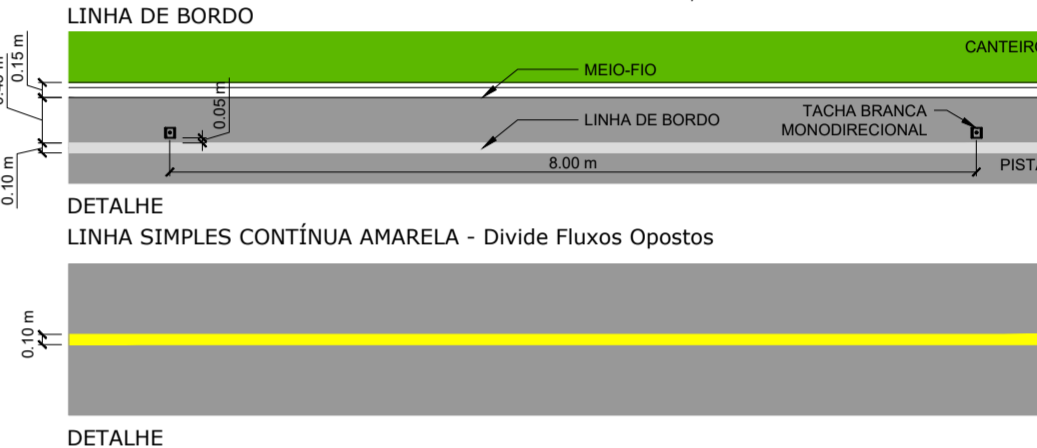 LINHA DE BORDO
CANTEIRO
0.15 m
MEIO-FIO
0.05 m
LINHA DE BORDO
TACHA BRANCA
MONODIRECIONAL
8.00 m
PISTA
0.10 m
DETALHE
LINHA SIMPLES CONTÍNUA AMARELA - Divide Fluxos Opostos
0.10 m
DETALHE